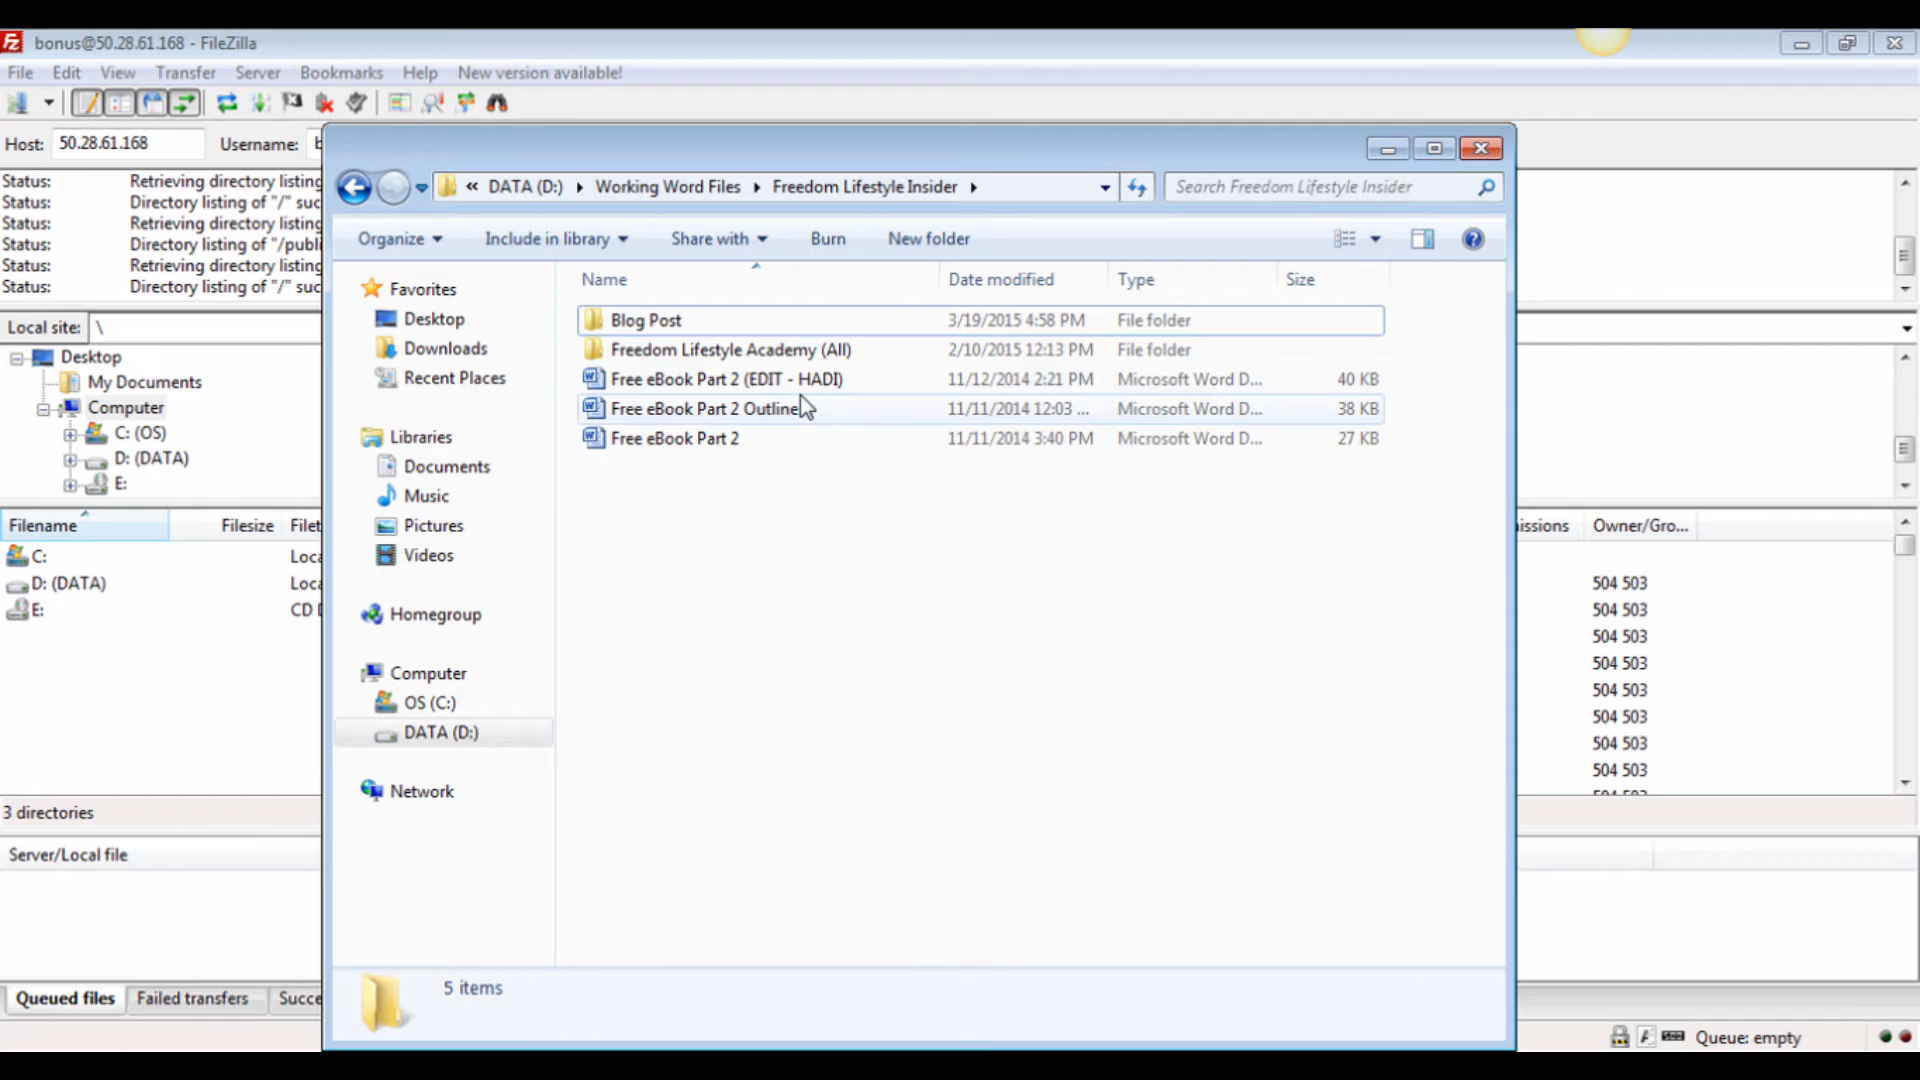 bonus@50.28.61.168 - FileZilla
File Edit View Transfer Server Bookmarks Help New version available!
Host: 50.28.61.168 Username: b
Status: Retrieving directory listing
Status: Directory listing of "/" suc
Status: Retrieving directory listing
Status: Directory listing of "/publi
Status: Retrieving directory listing
Status: Directory listing of "/" suc
Local site: \
Desktop
My Documents
Computer
C: (OS)
D: (DATA)
E:
Filename Filesize Filet
C: Loca
D: (DATA) Loca
E: CD D
3 directories
Server/Local file
Queued files Failed transfers Succe
« DATA (D:) Working Word Files Freedom Lifestyle Insider
Search Freedom Lifestyle Insider
Organize Include in library Share with Burn New folder
Favorites
Desktop
Downloads
Recent Places
Libraries
Documents
Music
Pictures
Videos
Homegroup
Computer
OS (C:)
DATA (D:)
Network
Name Date modified Type Size
Blog Post 3/19/2015 4:58 PM File folder
Freedom Lifestyle Academy (All) 2/10/2015 12:13 PM File folder
Free eBook Part 2 (EDIT - HADI) 11/12/2014 2:21 PM Microsoft Word D... 40 KB
Free eBook Part 2 Outline 11/11/2014 12:03 ... Microsoft Word D... 38 KB
Free eBook Part 2 11/11/2014 3:40 PM Microsoft Word D... 27 KB
5 items
issions Owner/Gro...
504 503
504 503
504 503
504 503
504 503
504 503
504 503
504 503
Queue: empty